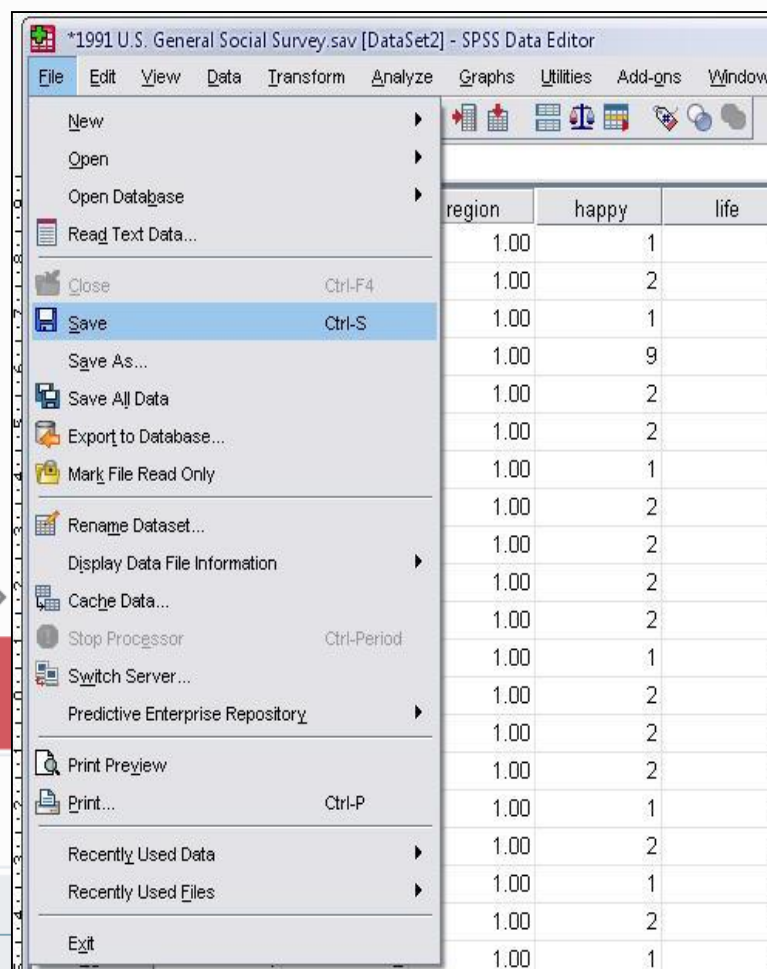 *1991 U.S. General Social Survey.sav [DataSet2] - SPSS Data Editor
File Edit View Data Transform Analyze Graphs Utilities Add-ons Window
New
Open
Open Database
Read Text Data...
Close Ctrl-F4
Save Ctrl-S
Save As...
Save All Data
Export to Database...
Mark File Read Only
Rename Dataset...
Display Data File Information
Cache Data...
Stop Processor Ctrl-Period
Switch Server...
Predictive Enterprise Repository
Print Preview
Print... Ctrl-P
Recently Used Data
Recently Used Files
Exit
region happy life
1.00 1
1.00 2
1.00 1
1.00 9
1.00 2
1.00 2
1.00 1
1.00 2
1.00 2
1.00 2
1.00 2
1.00 1
1.00 2
1.00 2
1.00 2
1.00 1
1.00 2
1.00 1
1.00 2
1.00 1